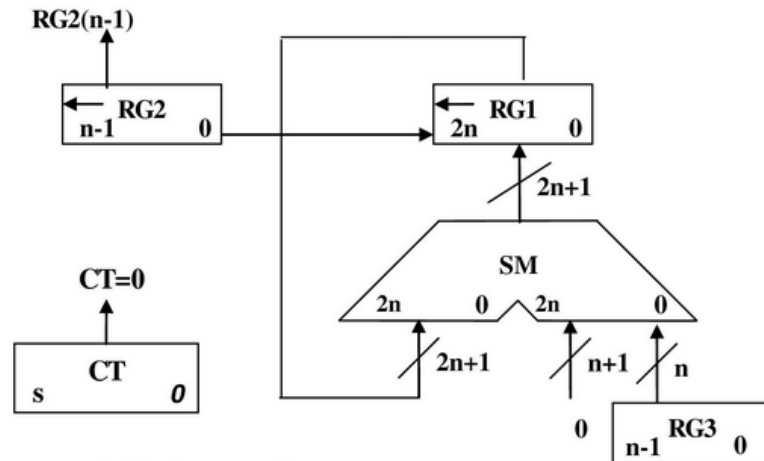 RG2(n-1)
RG2
n-1 0
RG1
2n 0
2n+1
CT=0
SM
2n 0 2n 0
CT
s 0
2n+1
n+1
n
0
RG3
n-1 0